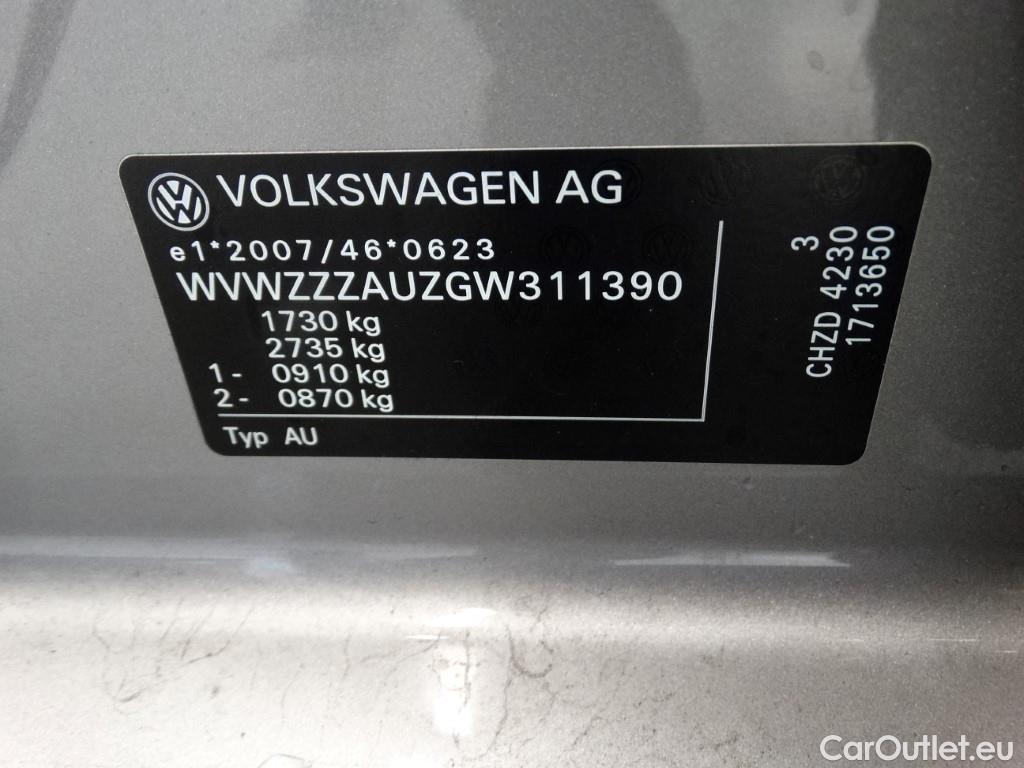 VOLKSWAGEN AG
e1*2007/46*0623
WVWZZZAUZGW311390
1730 kg
2735 kg
1- 0910 kg
2- 0870 kg
Typ AU
3
CHZD 4230
1713650
CarOutlet.eu